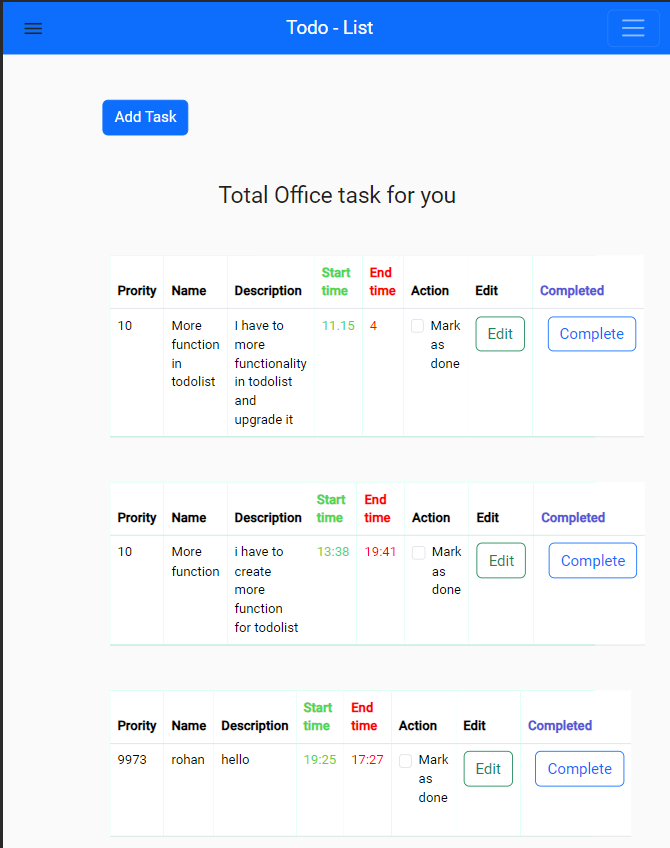 Todo - List
Add Task
Total Office task for you
Prority Name Description Start time End time Action Edit Completed
10 More function in todolist I have to more functionality in todolist and upgrade it 11.15 4 Mark as done Edit Complete
Prority Name Description Start time End time Action Edit Completed
10 More function i have to create more function for todolist 13:38 19:41 Mark as done Edit Complete
Prority Name Description Start time End time Action Edit Completed
9973 rohan hello 19:25 17:27 Mark as done Edit Complete